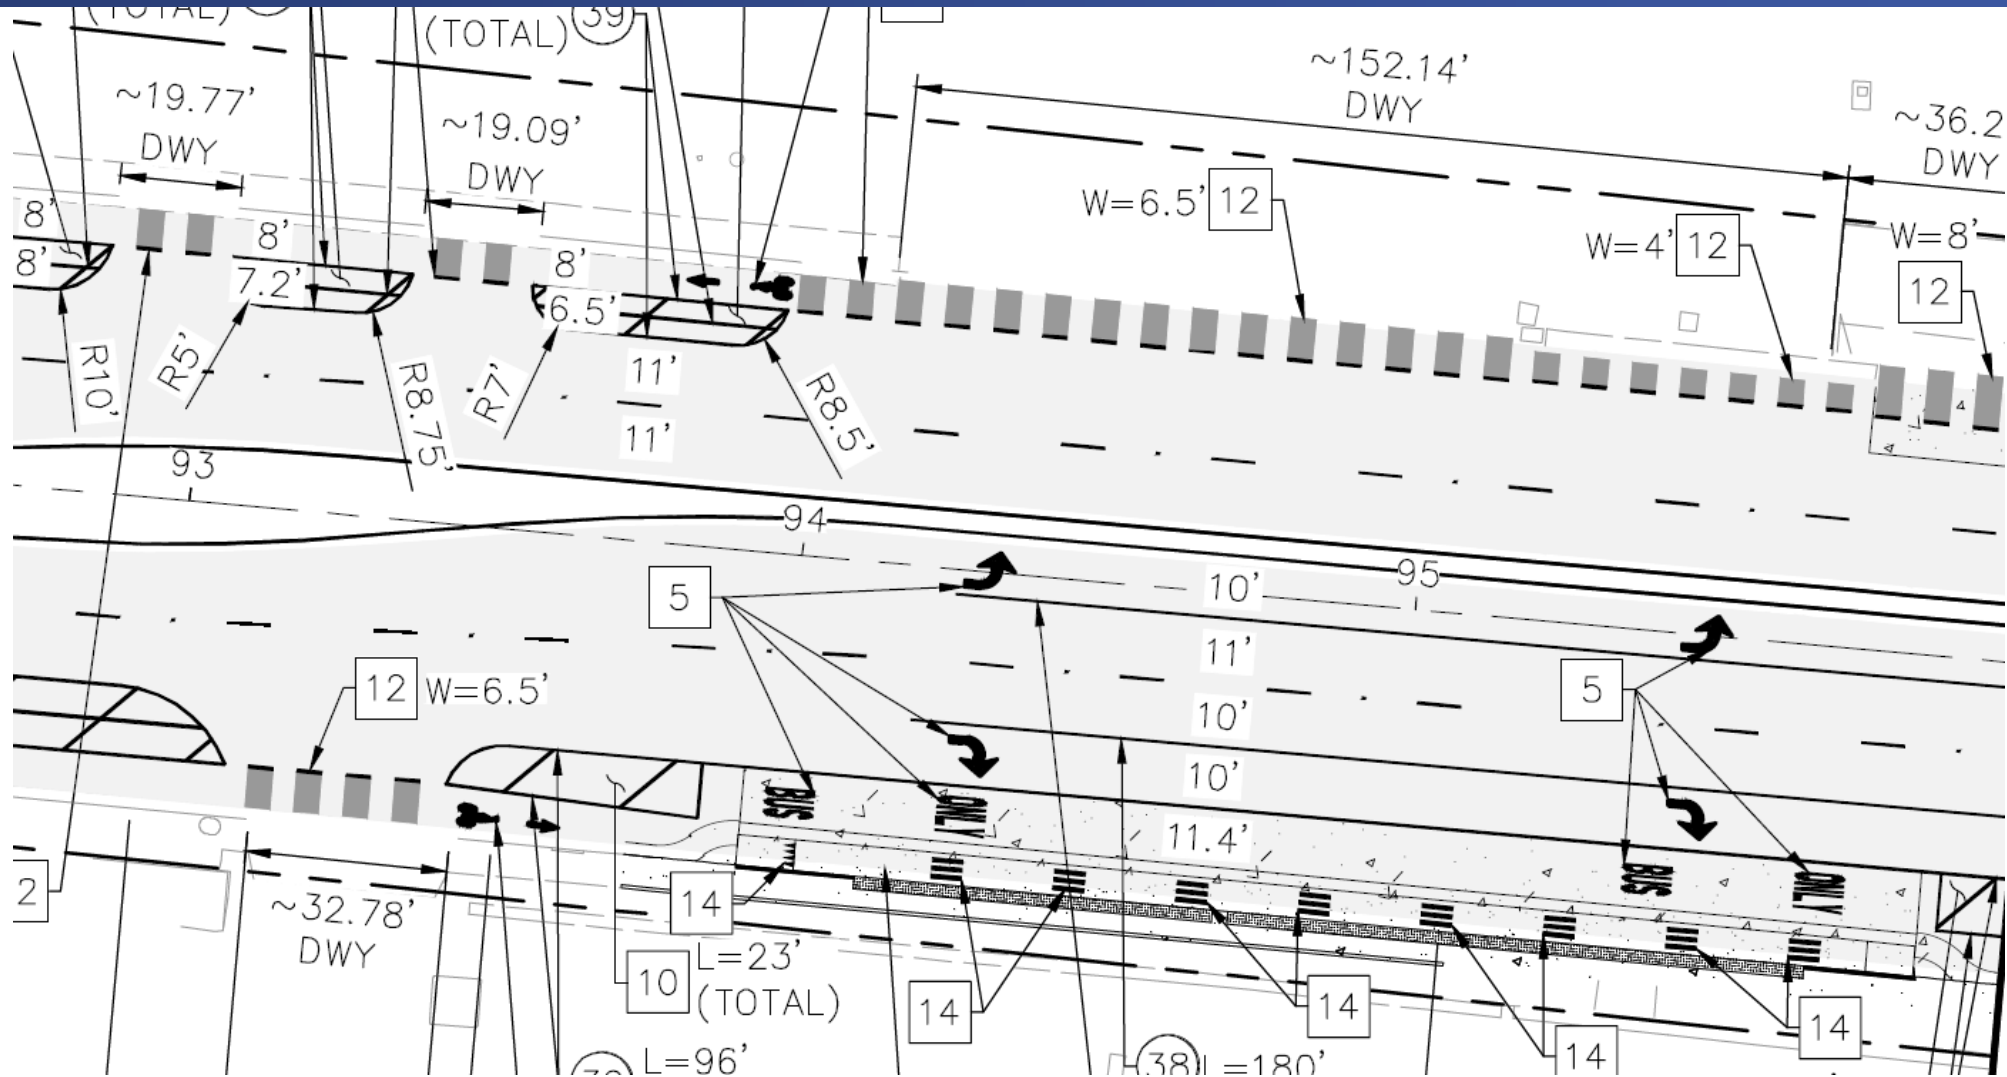 (TOTAL)
(TOTAL)
39
~19.77'
DWY
~19.09'
DWY
~152.14'
DWY
~36.2
DWY
W=6.5' 12
W=4' 12
W=8'
12
8'
8'
8'
7.2'
8'
6.5'
R10'
R5'
R8.75'
R7'
R8.5'
11'
11'
93
94
95
5
10'
11'
10'
10'
11.4'
5
12 W=6.5'
BUS
ONLY
BUS
ONLY
2
~32.78'
DWY
14
10
L=23'
(TOTAL)
14
14
14
14
L=96'
38
L=180'